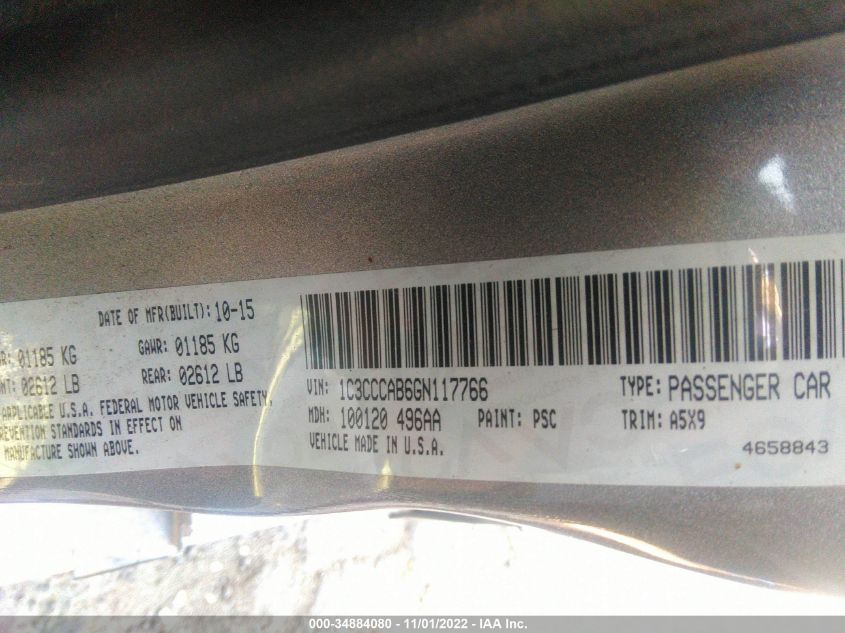 DATE OF MFR(BUILT): 10-15
01185 KG GAWR: 01185 KG
02612 LB REAR: 02612 LB
APPLICABLE U.S.A. FEDERAL MOTOR VEHICLE SAFETY,
STANDARDS IN EFFECT ON
MANUFACTURE SHOWN ABOVE.
VIN: 1C3CCCAB6GN117766 TYPE: PASSENGER CAR
MDH: 100120 496AA PAINT: PSC TRIM: A5X9
VEHICLE MADE IN U.S.A.
4658843
000-34884080 - 11/01/2022 - IAA Inc.